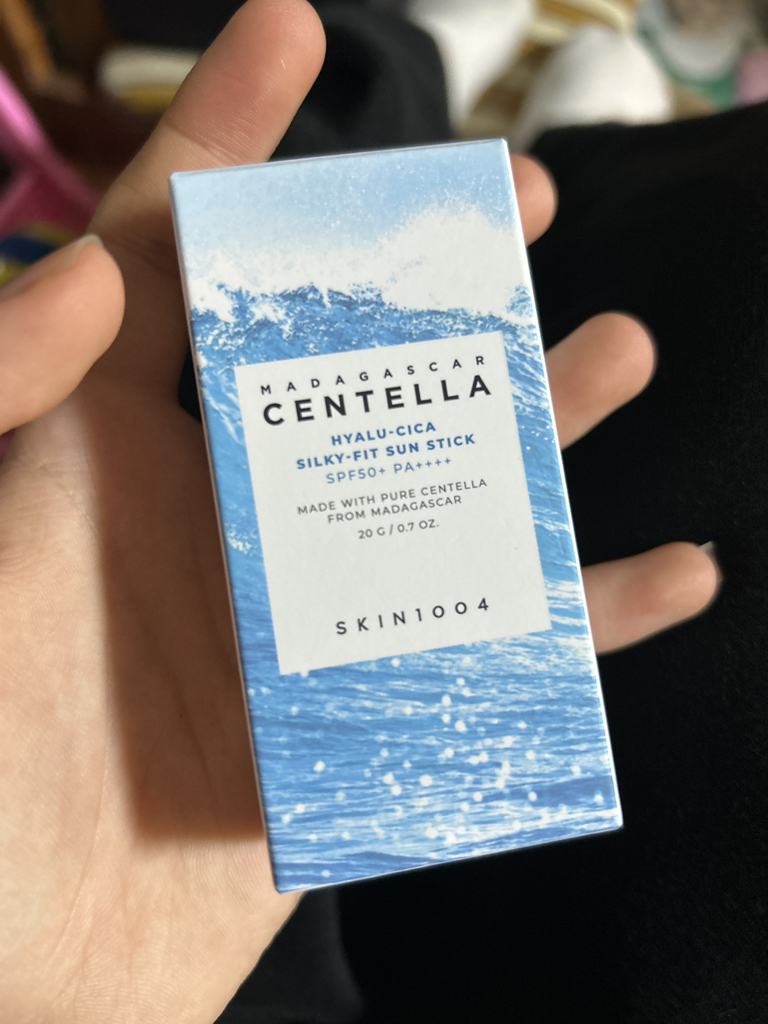 MADAGASCAR
CENTELLA
HYALU-CICA
SILKY-FIT SUN STICK
SPF50+ PA++++
MADE WITH PURE CENTELLA
FROM MADAGASCAR
20 G / 0.7 OZ.
SKIN1004